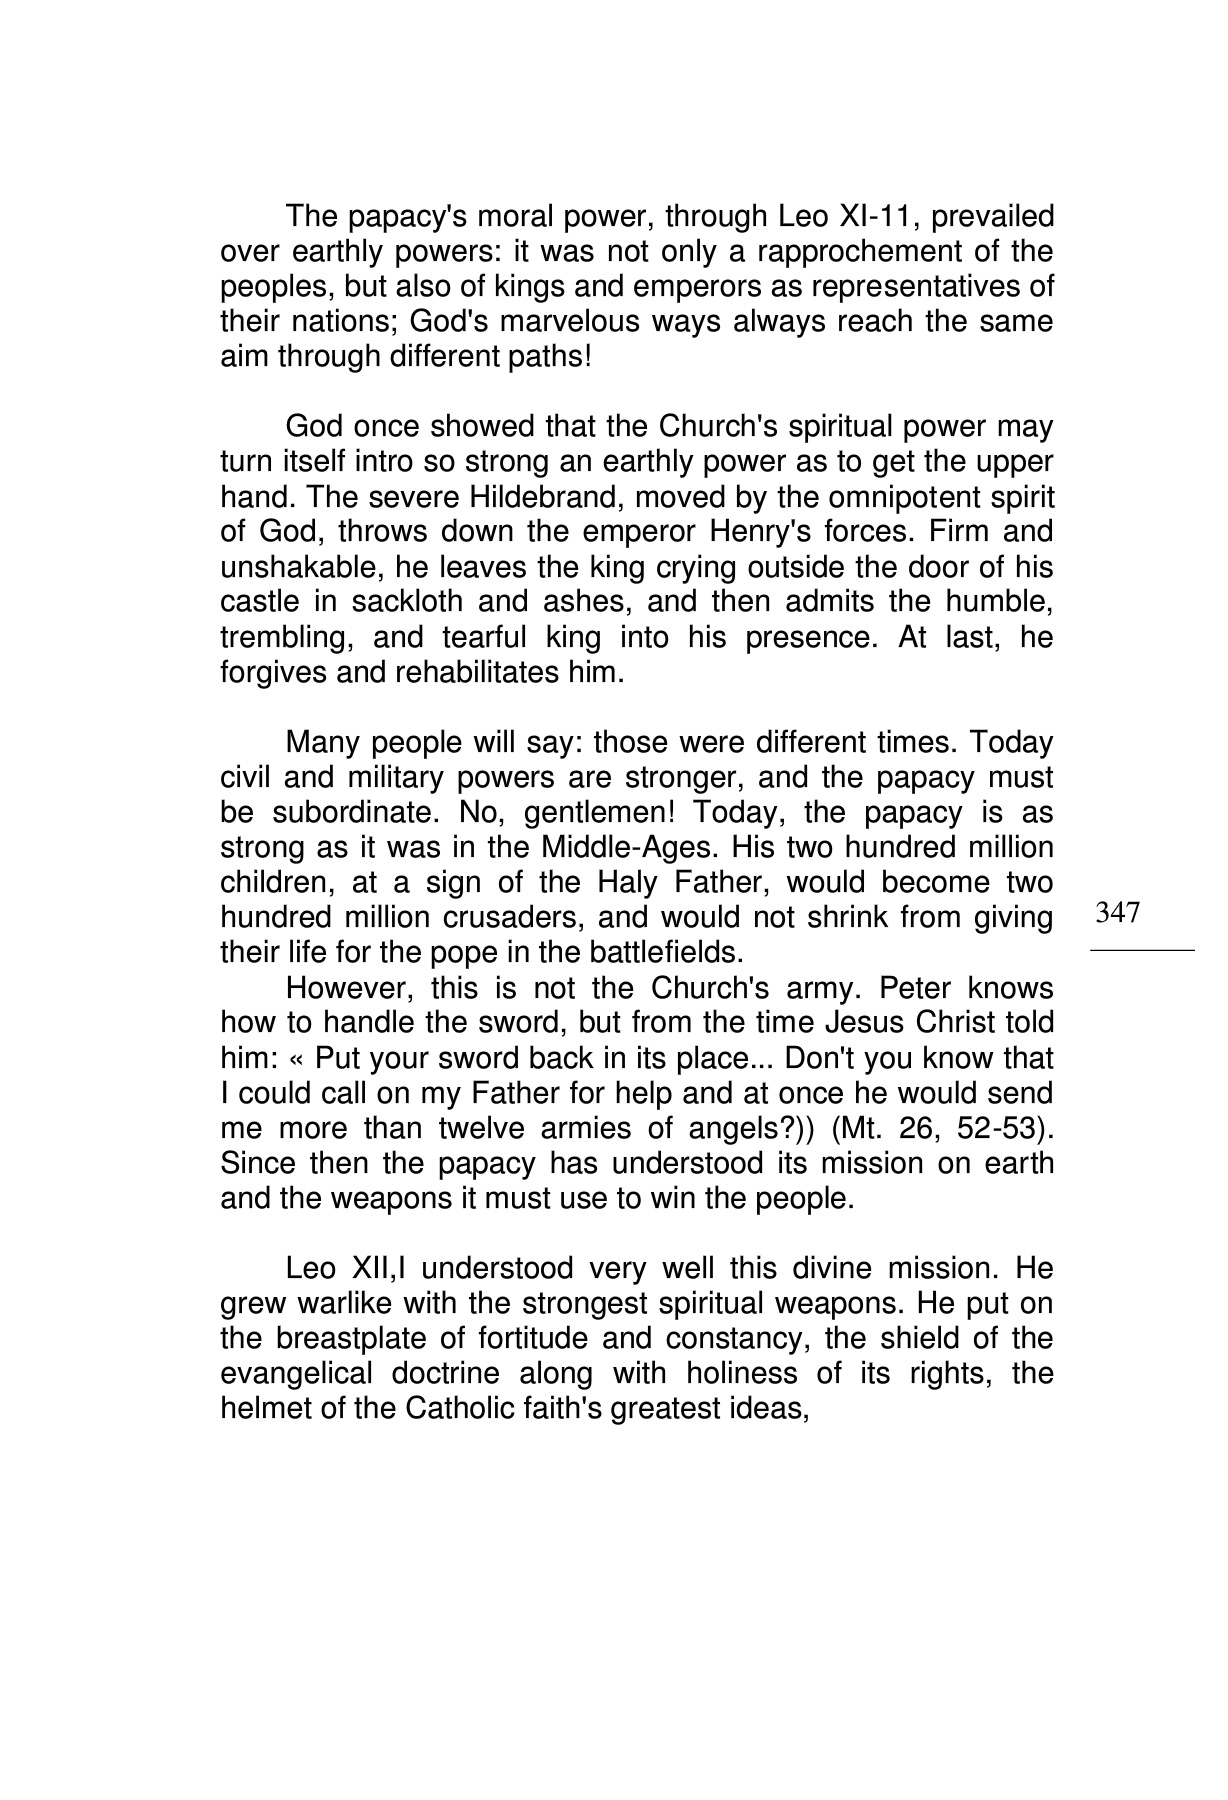 The papacy's moral power, through Leo XI-11, prevailed
over earthly powers: it was not only a rapprochement of the
peoples, but also of kings and emperors as representatives of
their nations; God's marvelous ways always reach the same
aim through different paths!
God once showed that the Church's spiritual power may
turn itself intro so strong an earthly power as to get the upper
hand. The severe Hildebrand, moved by the omnipotent spirit
of God, throws down the emperor Henry's forces. Firm and
unshakable, he leaves the king crying outside the door of his
castle in sackloth and ashes, and then admits the humble,
trembling, and tearful king into his presence. At last, he
forgives and rehabilitates him.
Many people will say: those were different times. Today
civil and military powers are stronger, and the papacy must
be subordinate. No, gentlemen! Today, the papacy is as
strong as it was in the Middle-Ages. His two hundred million
children, at a sign of the Haly Father, would become two
hundred million crusaders, and would not shrink from giving
their life for the pope in the battlefields.
347
However, this is not the Church's army. Peter knows
how to handle the sword, but from the time Jesus Christ told
him: « Put your sword back in its place... Don't you know that
I could call on my Father for help and at once he would send
me more than twelve armies of angels?)) (Mt. 26, 52-53).
Since then the papacy has understood its mission on earth
and the weapons it must use to win the people.
Leo XII,I understood very well this divine mission. He
grew warlike with the strongest spiritual weapons. He put on
the breastplate of fortitude and constancy, the shield of the
evangelical doctrine along with holiness of its rights, the
helmet of the Catholic faith's greatest ideas,